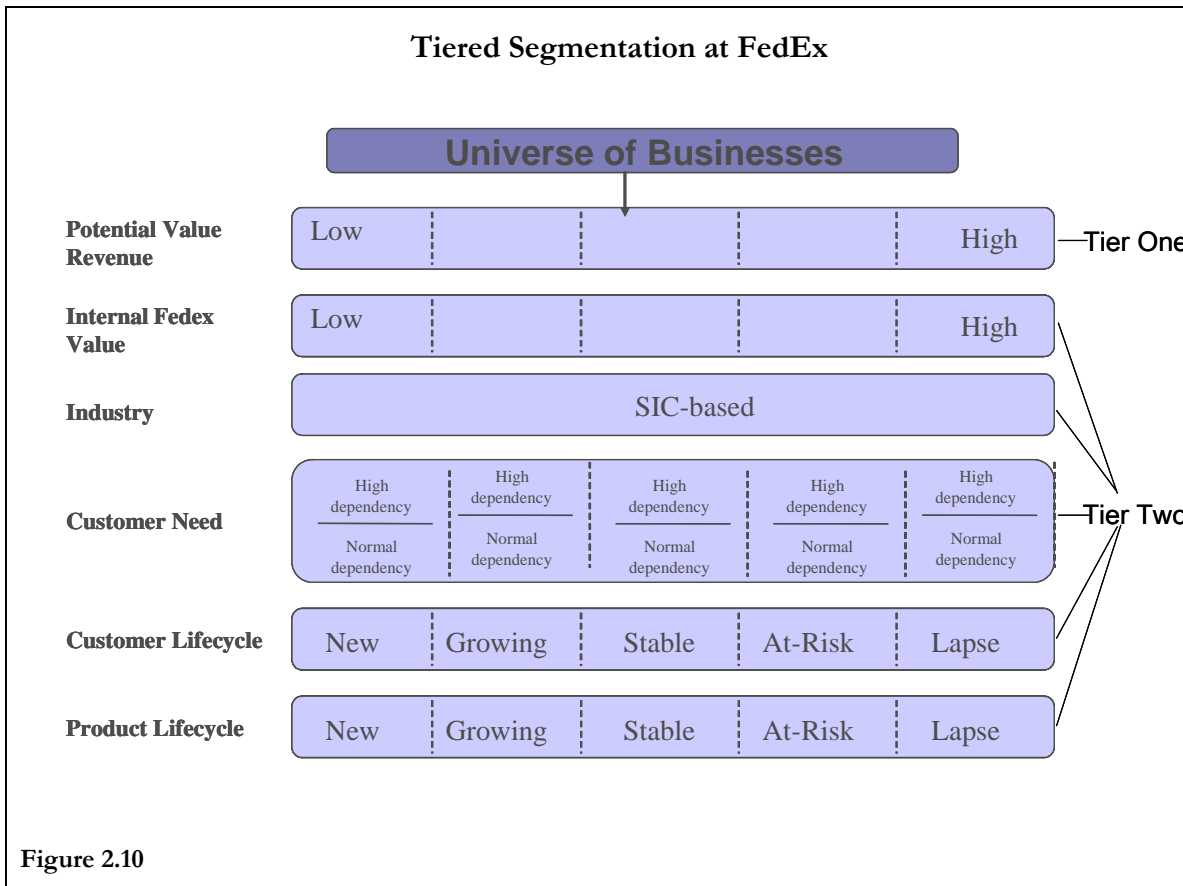 Tiered Segmentation at FedEx
Universe of Businesses
Potential Value
Revenue
Low
High
Tier One
Internal Fedex
Value
Low
High
Industry
SIC-based
Customer Need
High
dependency
Normal
dependency
High
dependency
Normal
dependency
High
dependency
Normal
dependency
High
dependency
Normal
dependency
High
dependency
Normal
dependency
Tier Two
Customer Lifecycle
New
Growing
Stable
At-Risk
Lapse
Product Lifecycle
New
Growing
Stable
At-Risk
Lapse
Figure 2.10